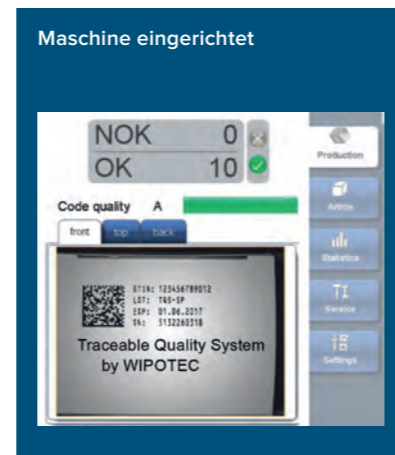 Maschine eingerichtet
NOK 0
OK 10
Production
Code quality A
Article
front top back
Statistics
GTIN: 123456789012
LOT: TRS-SP
EXP: 01.06.2017
SN: 5132260318
Service
Traceable Quality System
by WIPOTEC
Settings